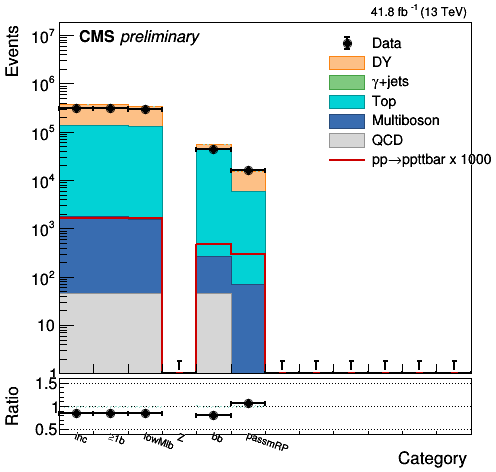 41.8 fb⁻¹ (13 TeV)
CMS preliminary
Events
10⁷
10⁶
10⁵
10⁴
10³
10²
10
1
Data
DY
γ+jets
Top
Multiboson
QCD
pp→ppttbar x 1000
Ratio
1.5
1
0.5
inc ≥1b lowMlb Z bb passmRP
Category